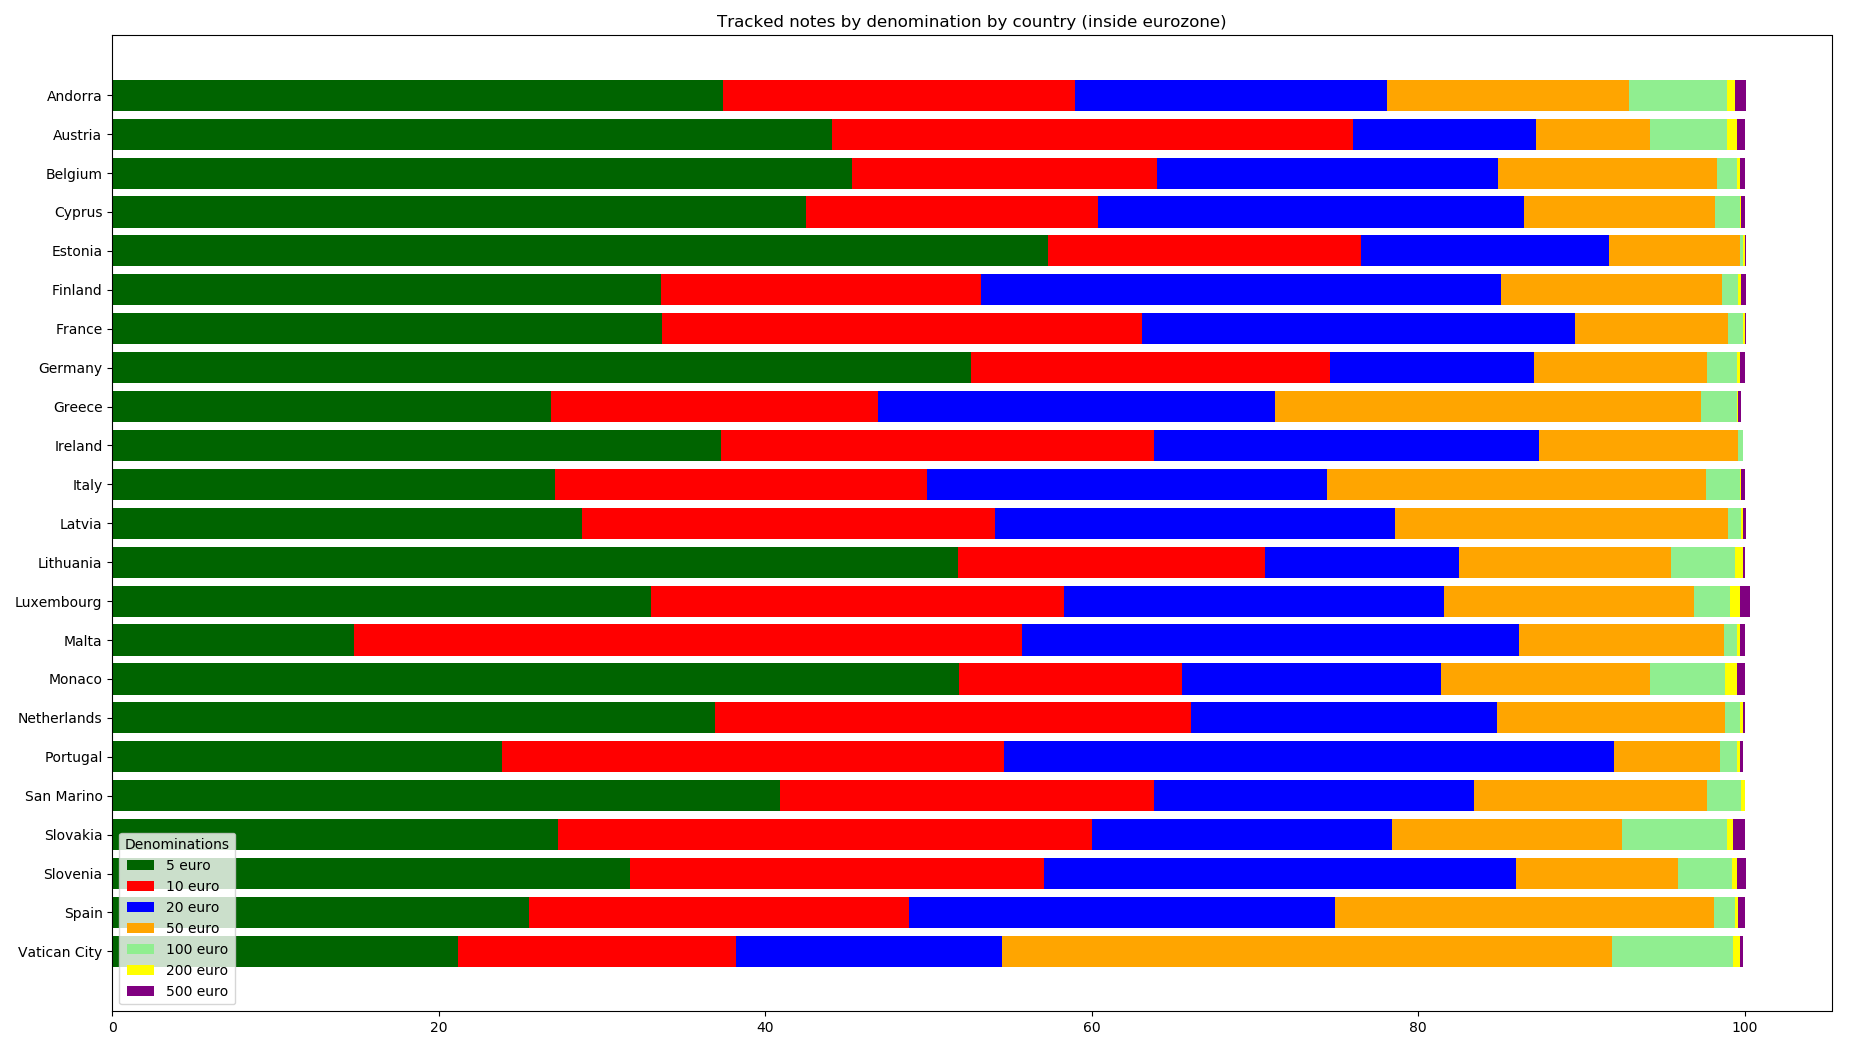 Tracked notes by denomination by country (inside eurozone)
Andorra
Austria
Belgium
Cyprus
Estonia
Finland
France
Germany
Greece
Ireland
Italy
Latvia
Lithuania
Luxembourg
Malta
Monaco
Netherlands
Portugal
San Marino
Slovakia
Slovenia
Spain
Vatican City
Denominations
5 euro
10 euro
20 euro
50 euro
100 euro
200 euro
500 euro
0 20 40 60 80 100